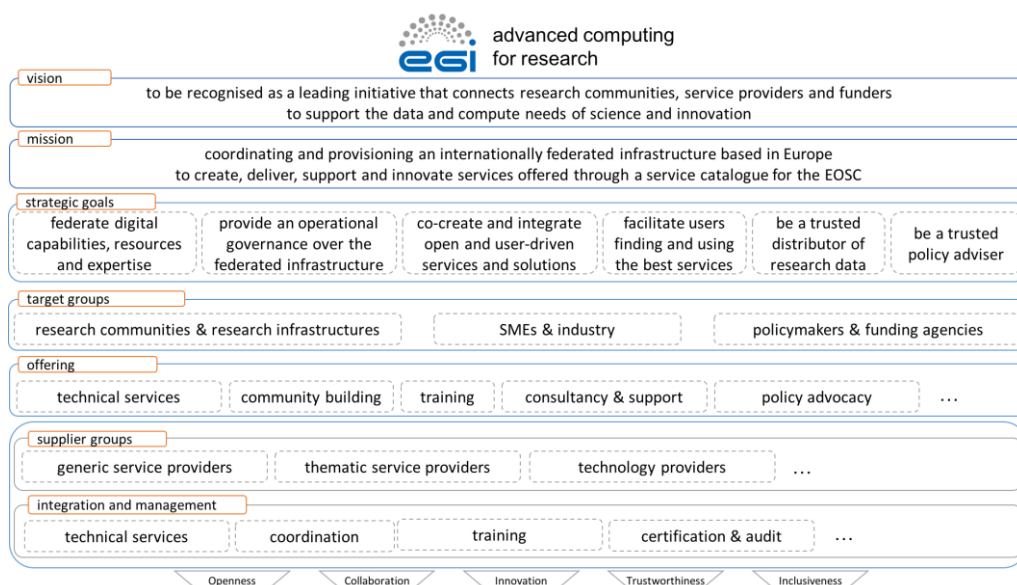 egi
advanced computing
for research
vision
to be recognised as a leading initiative that connects research communities, service providers and funders
to support the data and compute needs of science and innovation
mission
coordinating and provisioning an internationally federated infrastructure based in Europe
to create, deliver, support and innovate services offered through a service catalogue for the EOSC
strategic goals
federate digital
capabilities, resources
and expertise
provide an operational
governance over the
federated infrastructure
co-create and integrate
open and user-driven
services and solutions
facilitate users
finding and using
the best services
be a trusted
distributor of
research data
be a trusted
policy adviser
target groups
research communities & research infrastructures
SMEs & industry
policymakers & funding agencies
offering
technical services
community building
training
consultancy & support
policy advocacy
...
supplier groups
generic service providers
thematic service providers
technology providers
...
integration and management
technical services
coordination
training
certification & audit
...
Openness
Collaboration
Innovation
Trustworthiness
Inclusiveness